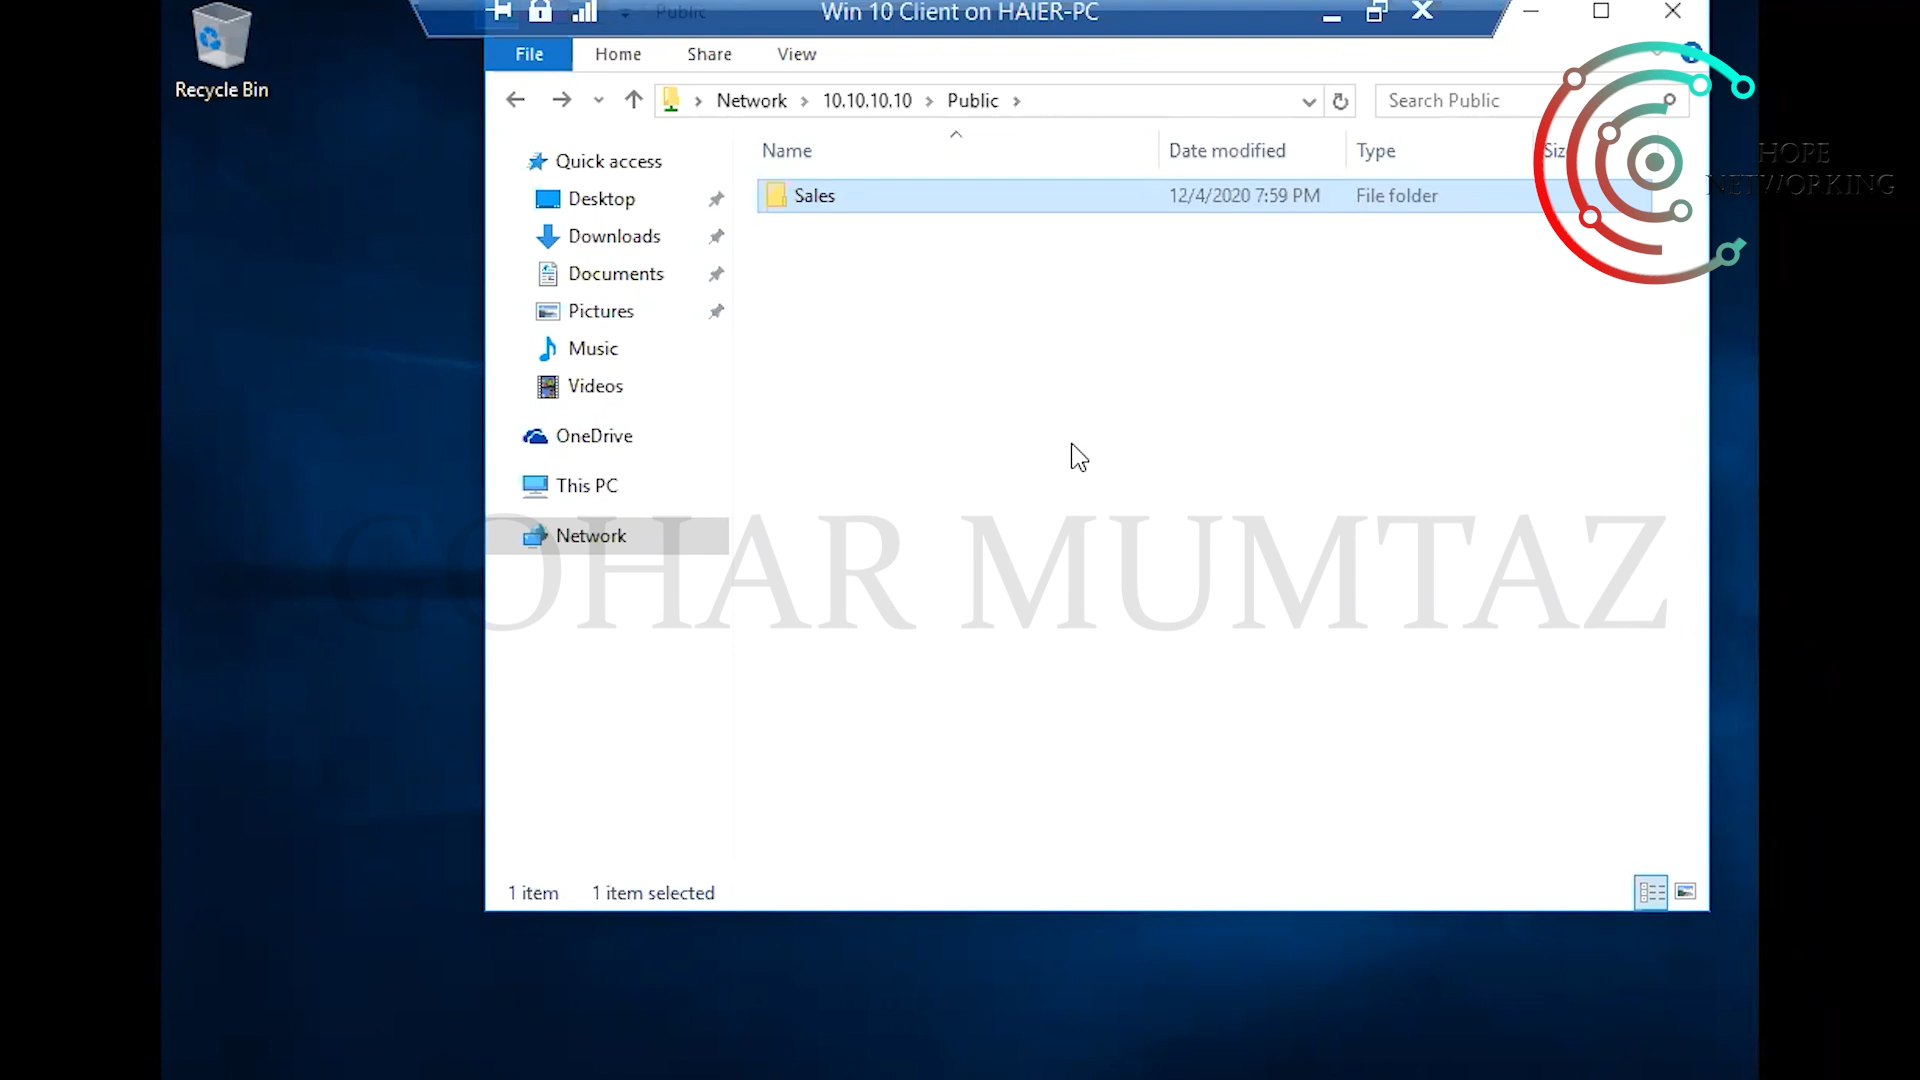 Recycle Bin
Public
Win 10 Client on HAIER-PC
File
Home
Share
View
Network
10.10.10.10
Public
Search Public
Name
Date modified
Type
Siz
Sales
12/4/2020 7:59 PM
File folder
Quick access
Desktop
Downloads
Documents
Pictures
Music
Videos
OneDrive
This PC
Network
1 item
1 item selected
HOPE
NETWORKING
GOHAR MUMTAZ